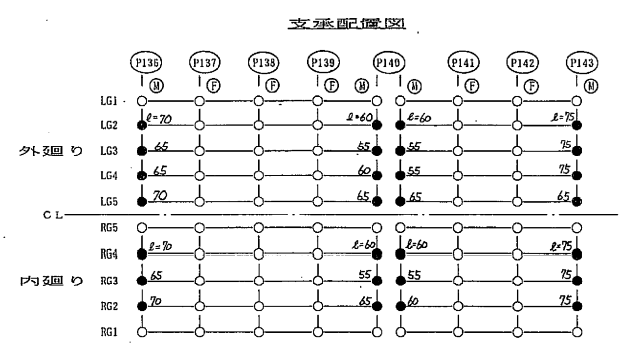 支承配置図
P136 P137 P138 P139 P140 P141 P142 P143
M F F F M M F F M
LG1
LG2 l=70 l=60 l=60 l=75
外廻り LG3 65 55 55 75
LG4 65 60 55 75
LG5 70 65 65 65
CL
RG5
RG4 l=70 l=60 l=60 l=75
内廻り RG3 65 55 55 75
RG2 70 65 60 75
RG1